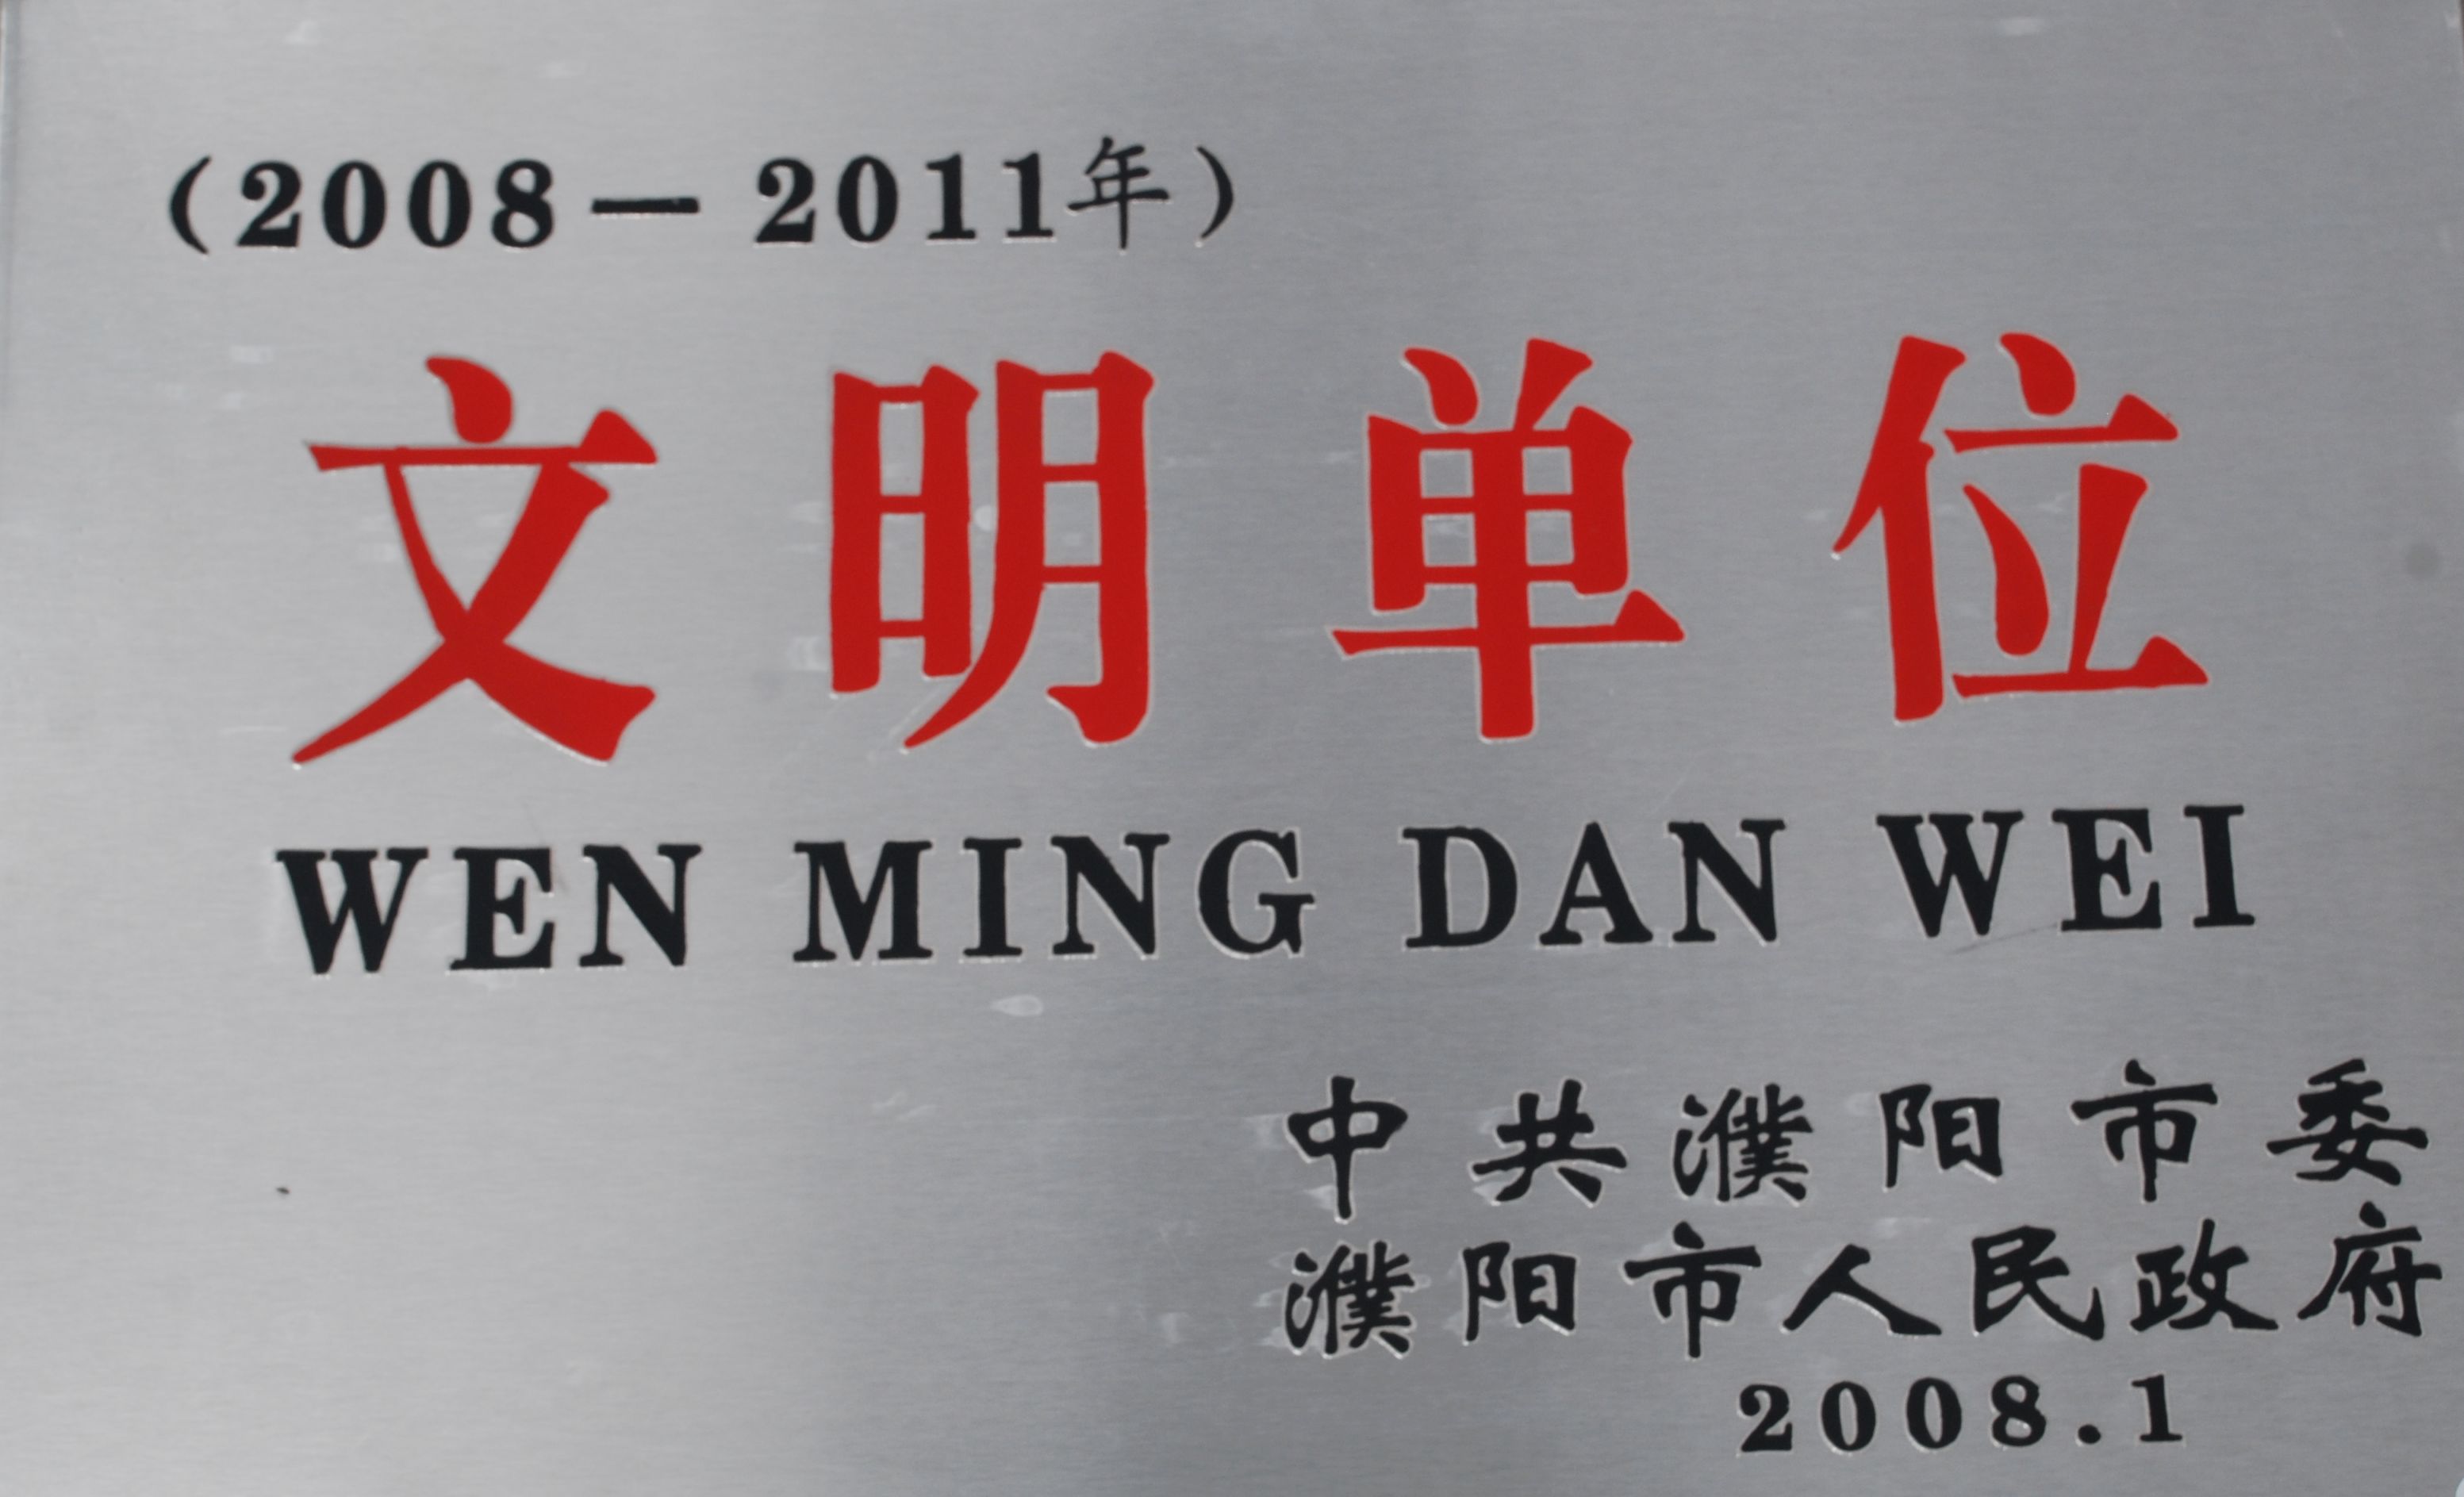 （2008－2011年）
文明单位
WEN MING DAN WEI
中共濮阳市委
濮阳市人民政府
2008.1